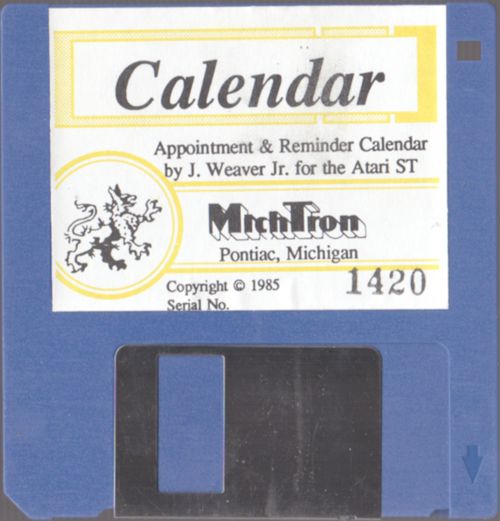 Calendar
Appointment & Reminder Calendar
by J. Weaver Jr. for the Atari ST
MichTron
Pontiac, Michigan
Copyright © 1985
Serial No. 1420